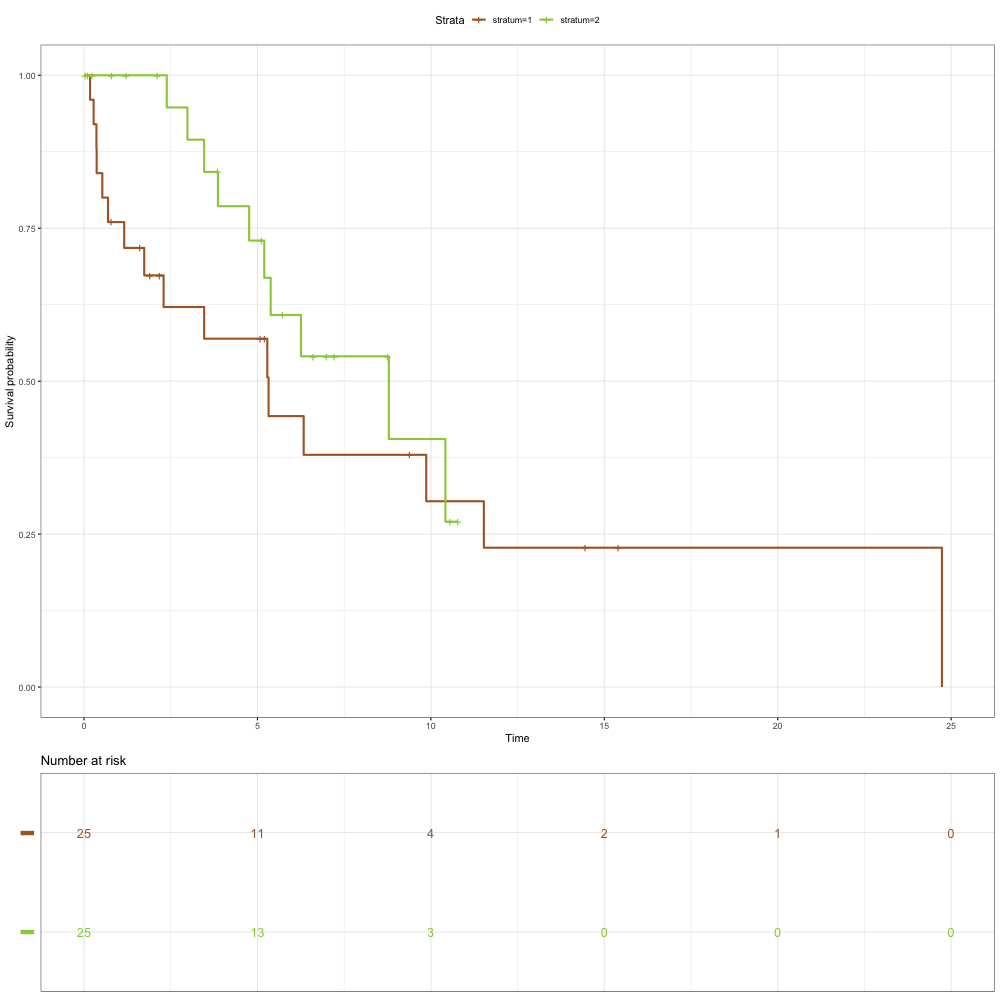 Strata stratum=1 stratum=2
1.00
0.75
0.50
0.25
0.00
Survival probability
0 5 10 15 20 25
Time
Number at risk
25 11 4 2 1 0
25 13 3 0 0 0